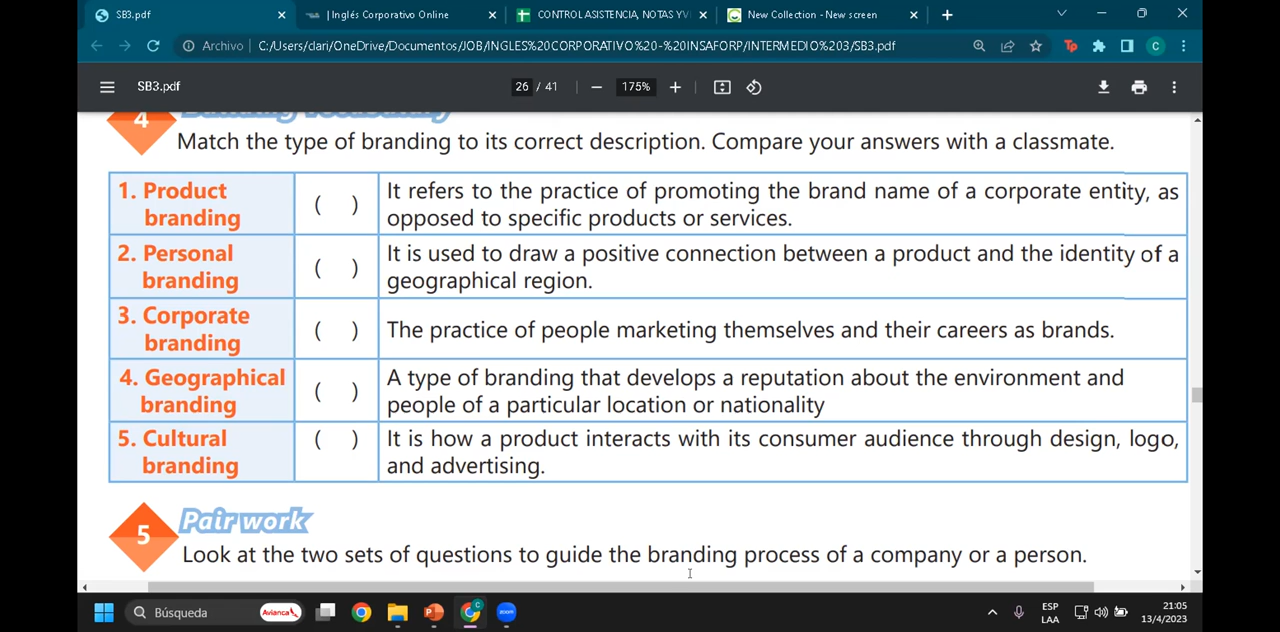 SB3.pdf
| Inglés Corporativo Online
CONTROL ASISTENCIA, NOTAS Y VI
New Collection - New screen
Archivo
C:/Users/dari/OneDrive/Documentos/JOB/INGLES%20CORPORATIVO%20-%20INSAFORP/INTERMEDIO%203/SB3.pdf
Tp
C
SB3.pdf
26 / 41
175%
4 Building Vocabulary
Match the type of branding to its correct description. Compare your answers with a classmate.
1. Product
branding
( )
It refers to the practice of promoting the brand name of a corporate entity, as
opposed to specific products or services.
2. Personal
branding
( )
It is used to draw a positive connection between a product and the identity of a
geographical region.
3. Corporate
branding
( )
The practice of people marketing themselves and their careers as brands.
4. Geographical
branding
( )
A type of branding that develops a reputation about the environment and
people of a particular location or nationality
5. Cultural
branding
( )
It is how a product interacts with its consumer audience through design, logo,
and advertising.
5 Pair work
Look at the two sets of questions to guide the branding process of a company or a person.
Búsqueda
Avianca
zoom
ESP
LAA
21:05
13/4/2023